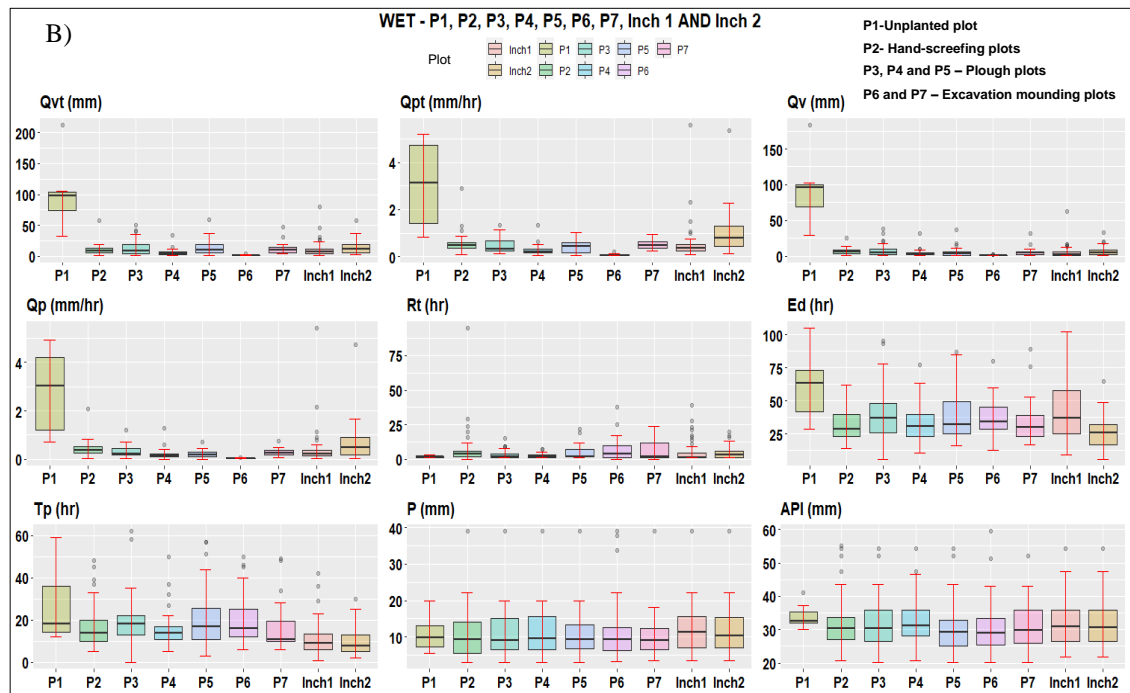 B)
WET - P1, P2, P3, P4, P5, P6, P7, Inch 1 AND Inch 2
P1-Unplanted plot
P2- Hand-screefing plots
P3, P4 and P5 – Plough plots
P6 and P7 – Excavation mounding plots
Plot
Inch1 P1 P3 P5 P7
Inch2 P2 P4 P6
Qvt (mm)
200
150
100
50
0
P1 P2 P3 P4 P5 P6 P7 Inch1 Inch2
Qpt (mm/hr)
4
2
0
P1 P2 P3 P4 P5 P6 P7 Inch1 Inch2
Qv (mm)
150
100
50
0
P1 P2 P3 P4 P5 P6 P7 Inch1 Inch2
Qp (mm/hr)
4
2
0
P1 P2 P3 P4 P5 P6 P7 Inch1 Inch2
Rt (hr)
75
50
25
0
P1 P2 P3 P4 P5 P6 P7 Inch1 Inch2
Ed (hr)
100
75
50
25
P1 P2 P3 P4 P5 P6 P7 Inch1 Inch2
Tp (hr)
60
40
20
0
P1 P2 P3 P4 P5 P6 P7 Inch1 Inch2
P (mm)
40
30
20
10
0
P1 P2 P3 P4 P5 P6 P7 Inch1 Inch2
API (mm)
60
50
40
30
20
P1 P2 P3 P4 P5 P6 P7 Inch1 Inch2